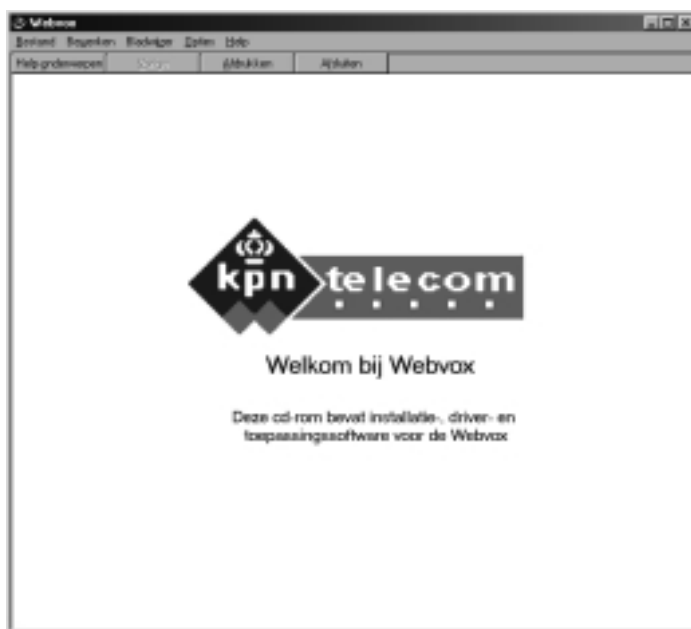 Webvox
Bestand Bewerken Bladwijzer Opties Help
Help-onderwerpen Afdrukken Afsluiten
kpn telecom
Welkom bij Webvox
Deze cd-rom bevat installatie-, driver- en
toepassingssoftware voor de Webvox